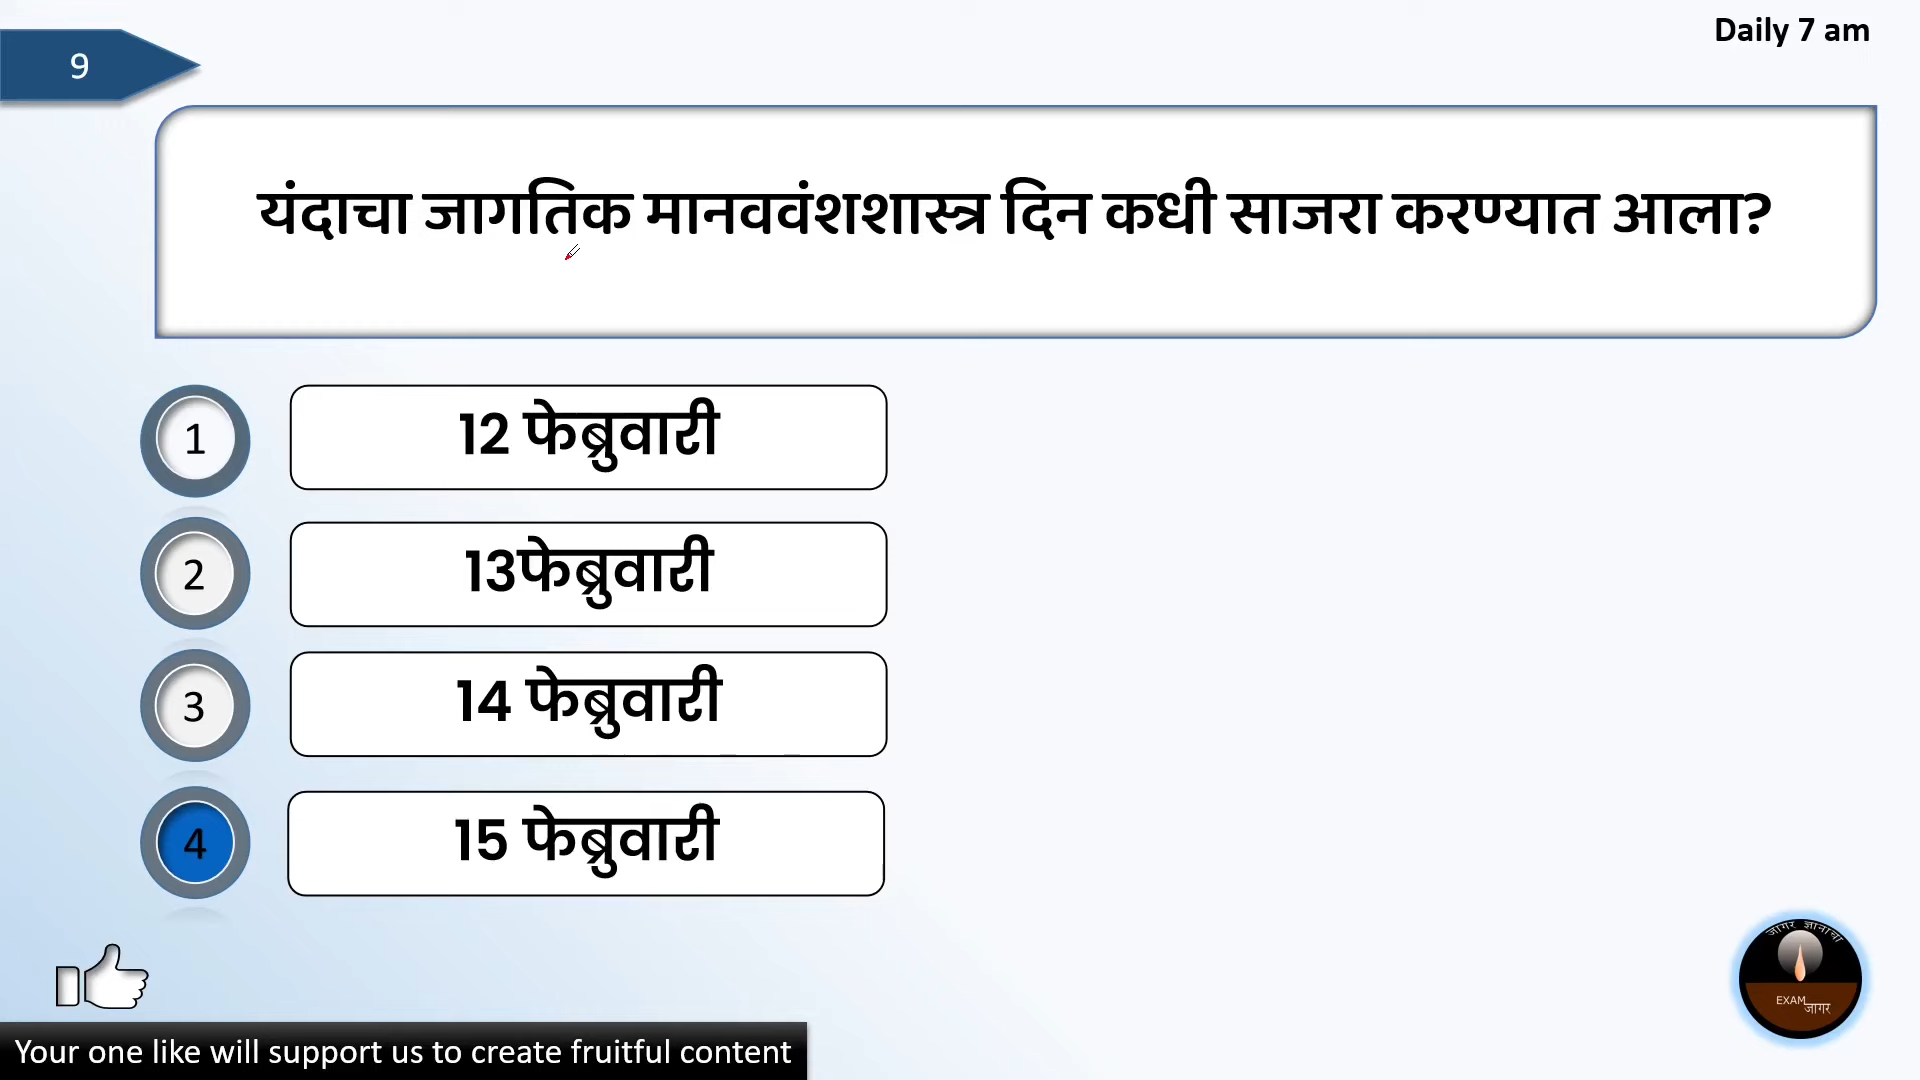 Daily 7 am
9
यंदाचा जागतिक मानववंशशास्त्र दिन कधी साजरा करण्यात आला?
1
12 फेब्रुवारी
2
13फेब्रुवारी
3
14 फेब्रुवारी
4
15 फेब्रुवारी
जागर ज्ञानाचा
EXAM
जागर
Your one like will support us to create fruitful content